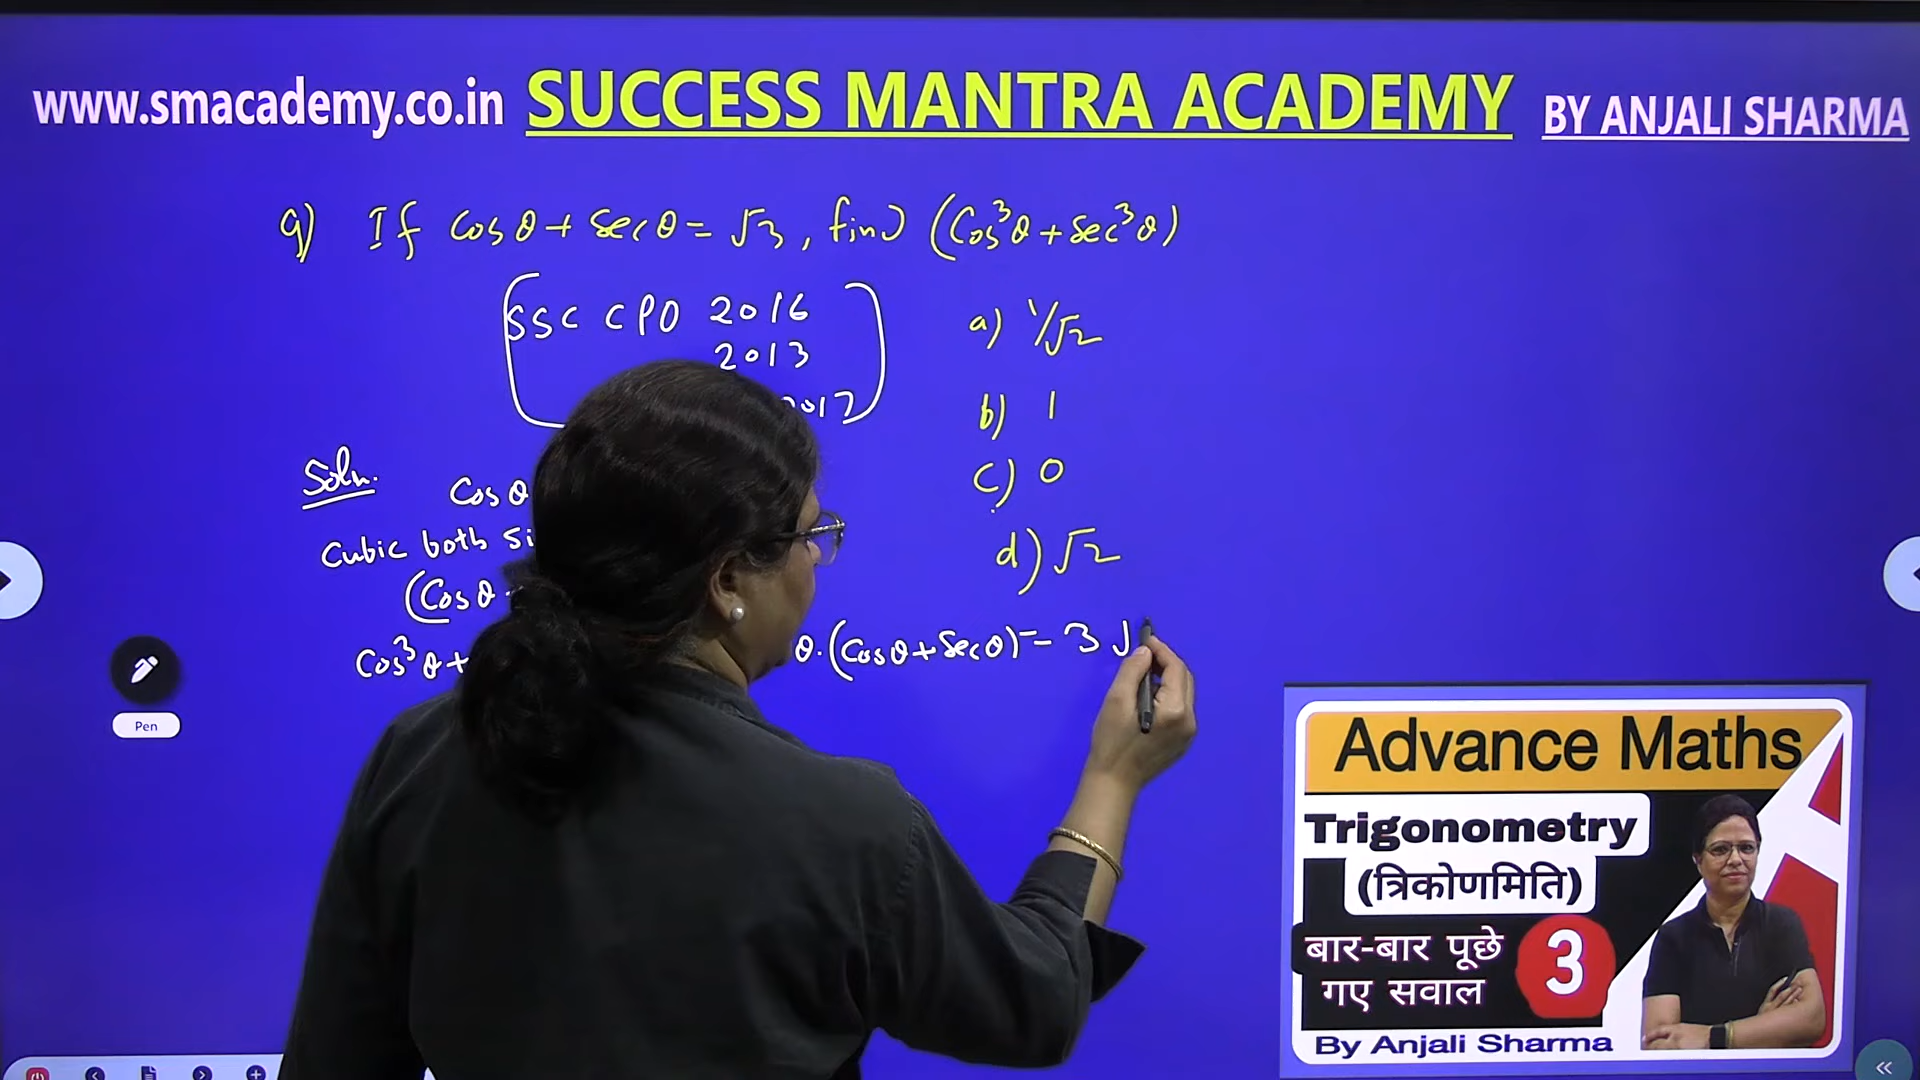 www.smacademy.co.in SUCCESS MANTRA ACADEMY BY ANJALI SHARMA
q) If cosθ + secθ = √3, find (cos³θ + sec³θ)
SSC CPO 2016
2013
2017
a) 1/√2
b) 1
c) 0
d) √2
Soln. cosθ
Cubic both si
(cosθ
cos³θ + θ.(cosθ + secθ) = 3√
Pen
Advance Maths
Trigonometry
(त्रिकोणमिति)
बार-बार पूछे
गए सवाल
3
By Anjali Sharma